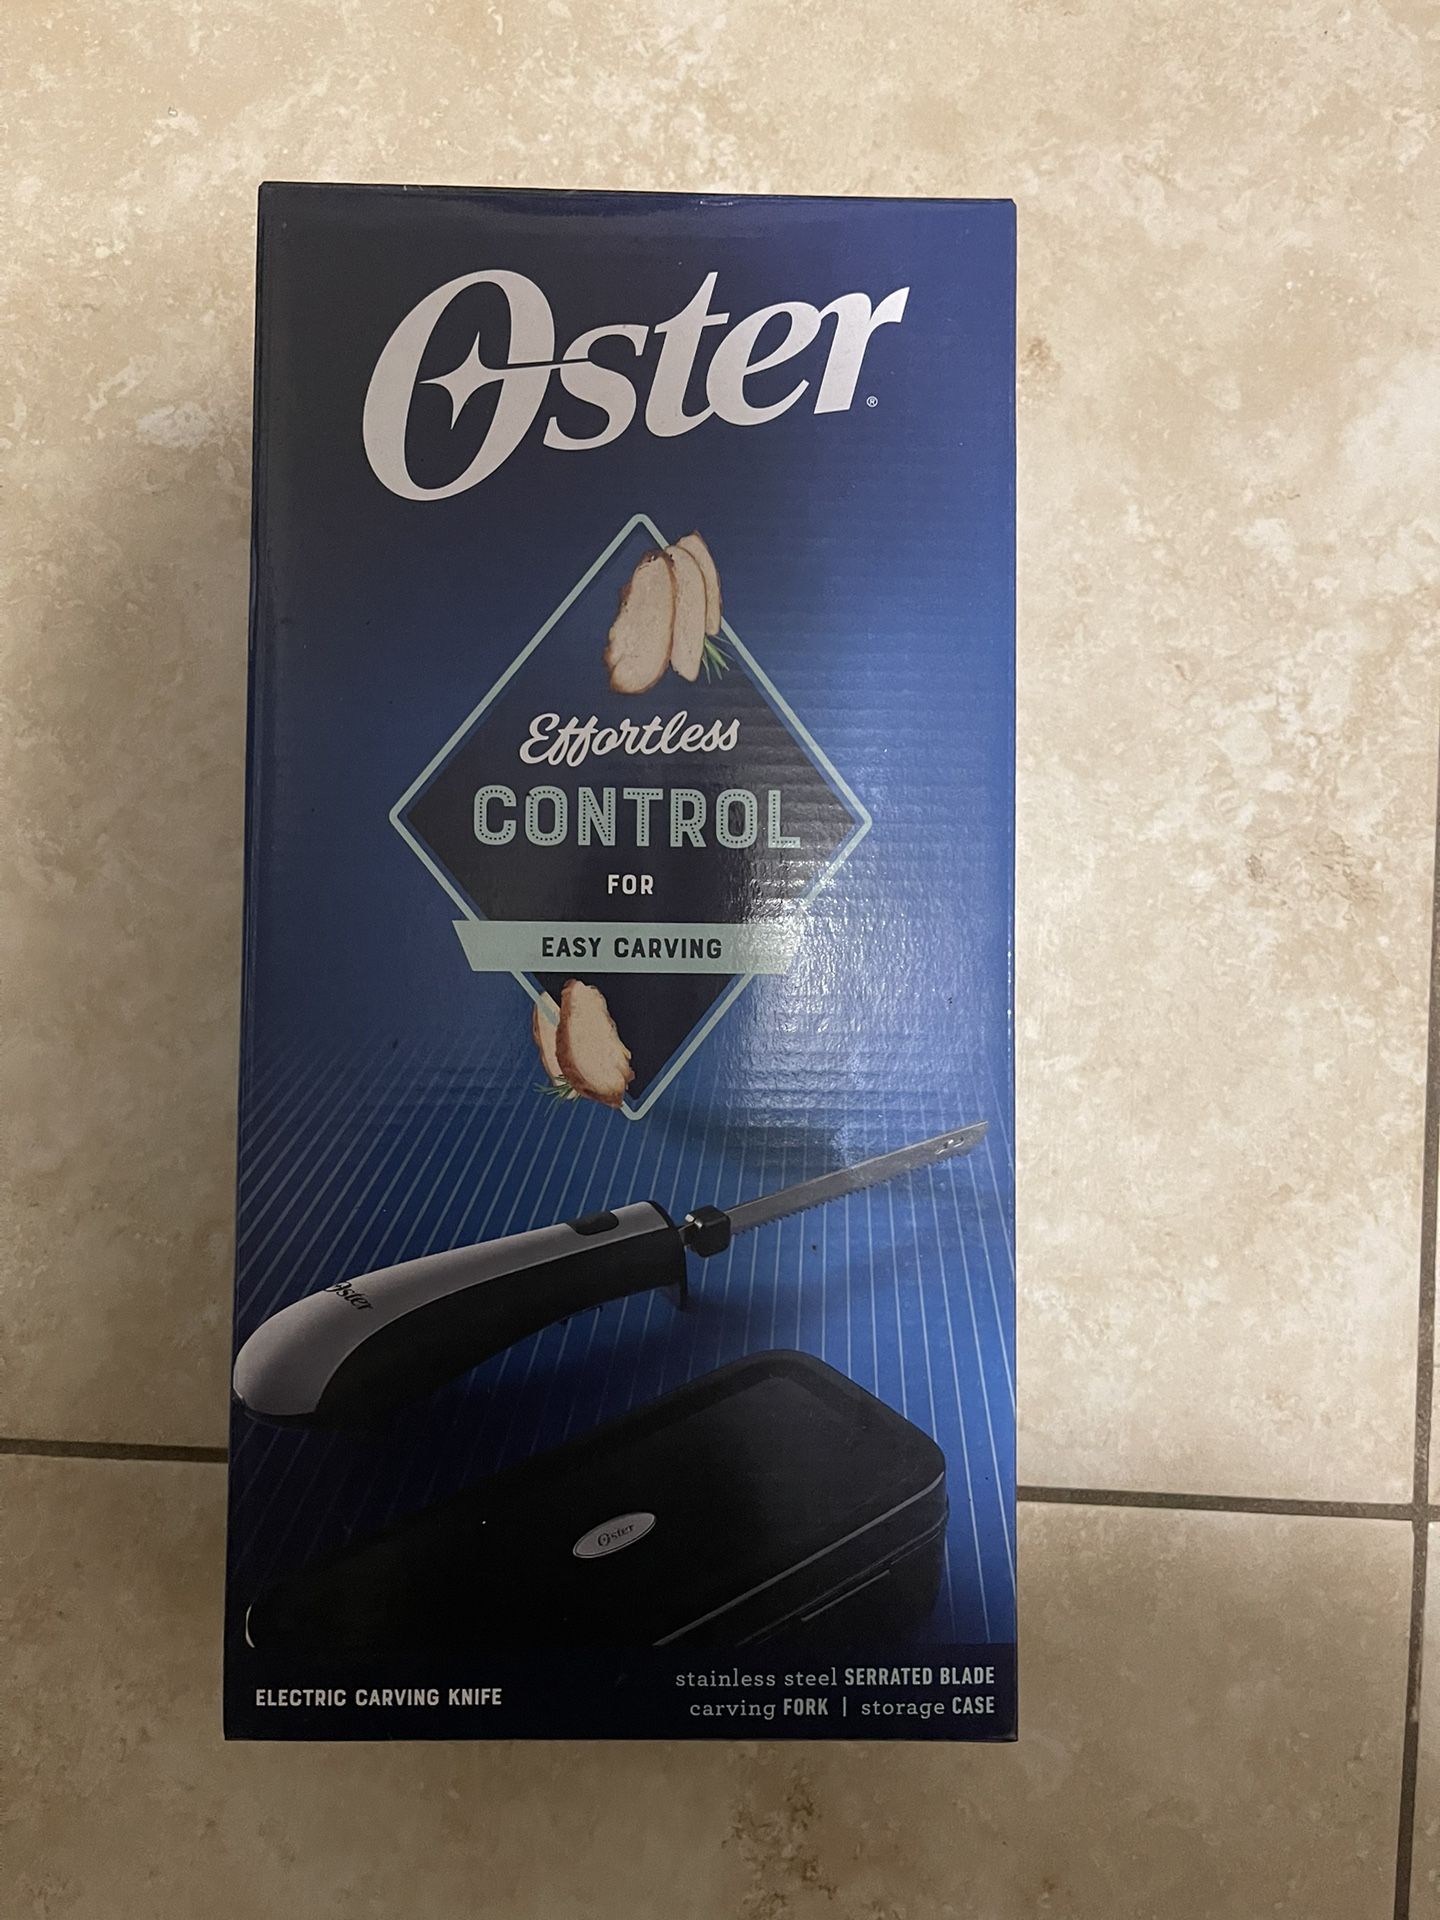 Oster®
Effortless
CONTROL
FOR
EASY CARVING
Oster
Oster
ELECTRIC CARVING KNIFE
stainless steel SERRATED BLADE
carving FORK | storage CASE